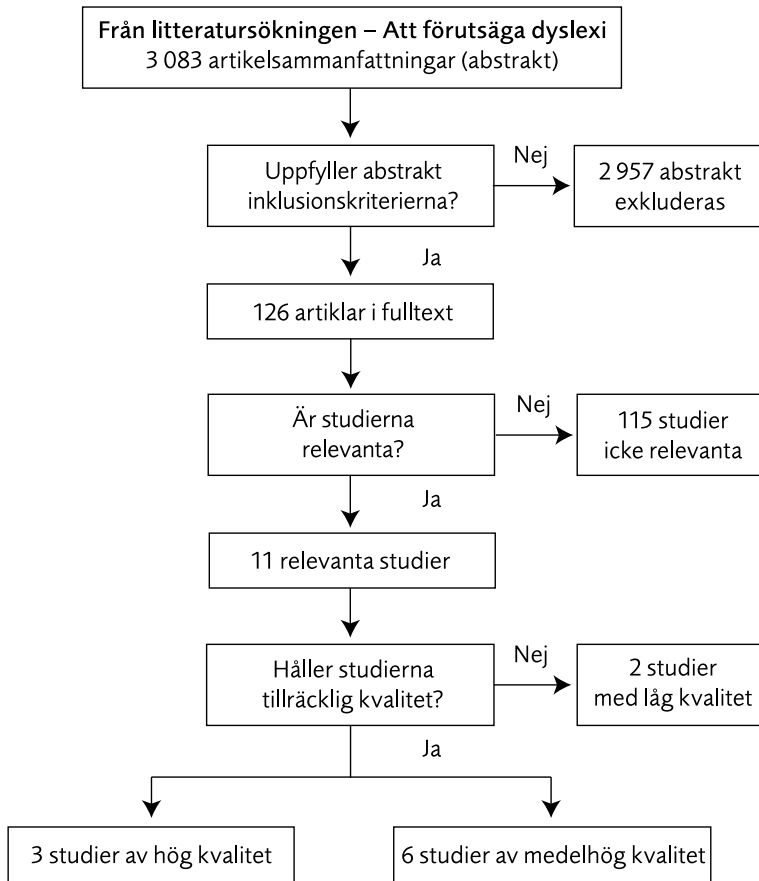 Från litteratursökningen – Att förutsäga dyslexi
3 083 artikelsammanfattningar (abstrakt)
Uppfyller abstrakt
inklusionskriterierna?
Nej
2 957 abstrakt
exkluderas
Ja
126 artiklar i fulltext
Är studierna
relevanta?
Nej
115 studier
icke relevanta
Ja
11 relevanta studier
Håller studierna
tillräcklig kvalitet?
Nej
2 studier
med låg kvalitet
Ja
3 studier av hög kvalitet
6 studier av medelhög kvalitet